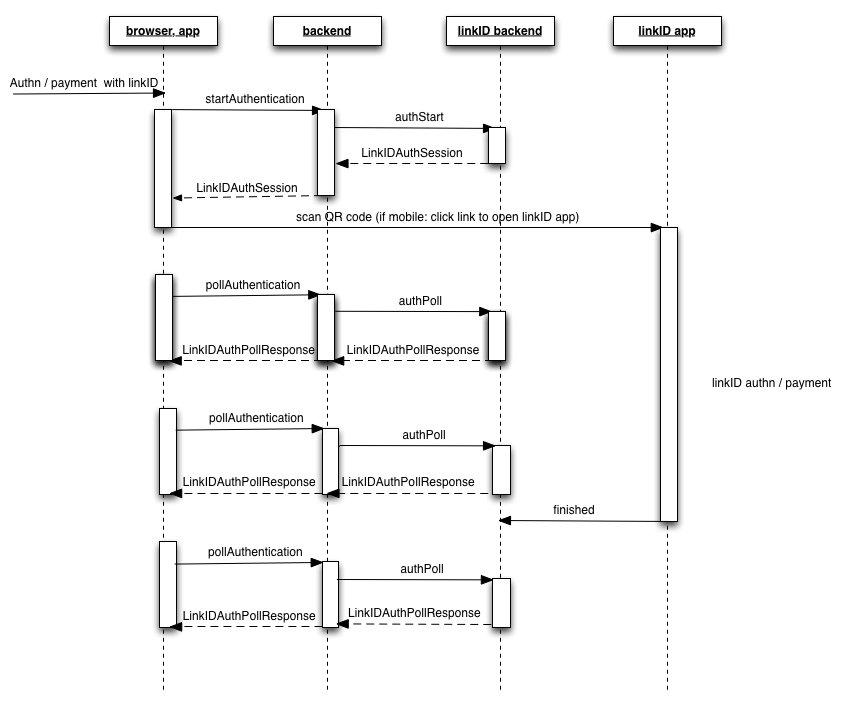 browser, app
backend
linkID backend
linkID app
Authn / payment  with linkID
startAuthentication
authStart
LinkIDAuthSession
LinkIDAuthSession
scan QR code (if mobile: click link to open linkID app)
pollAuthentication
authPoll
LinkIDAuthPollResponse
LinkIDAuthPollResponse
linkID authn / payment
pollAuthentication
authPoll
LinkIDAuthPollResponse
LinkIDAuthPollResponse
finished
pollAuthentication
authPoll
LinkIDAuthPollResponse
LinkIDAuthPollResponse